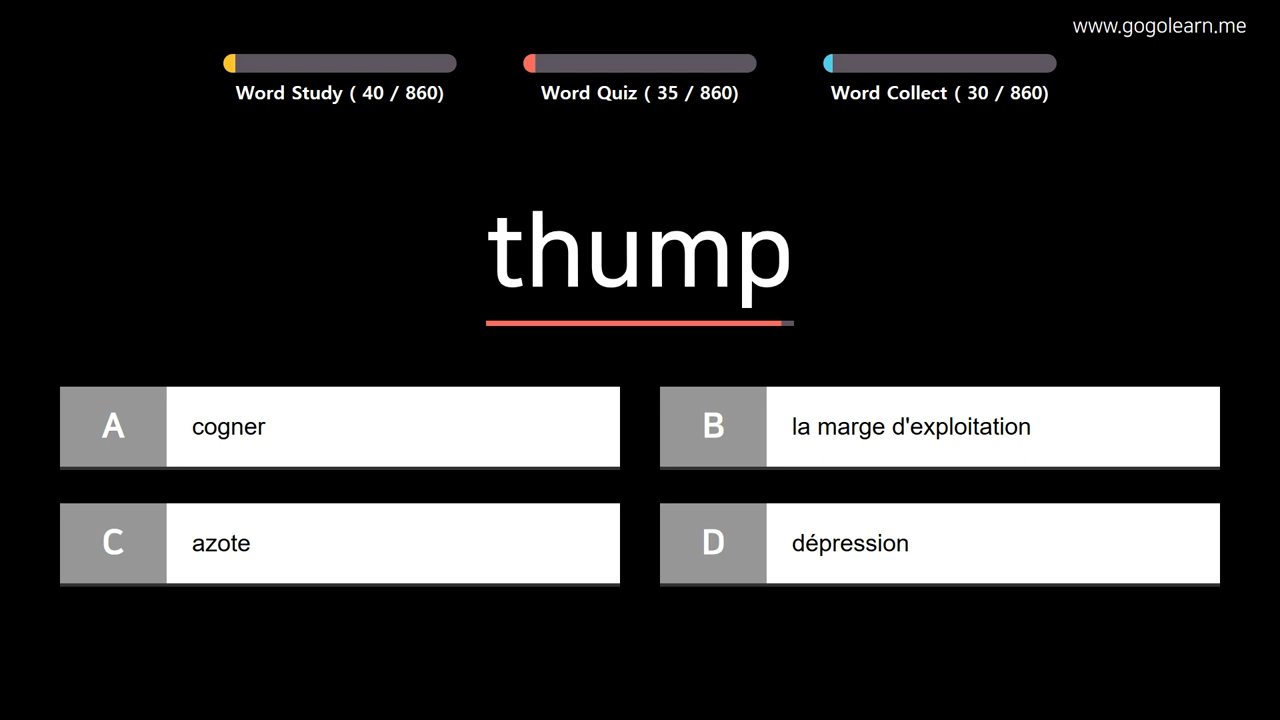 www.gogolearn.me
Word Study ( 40 / 860)
Word Quiz ( 35 / 860)
Word Collect ( 30 / 860)
thump
A cogner
B la marge d'exploitation
C azote
D dépression